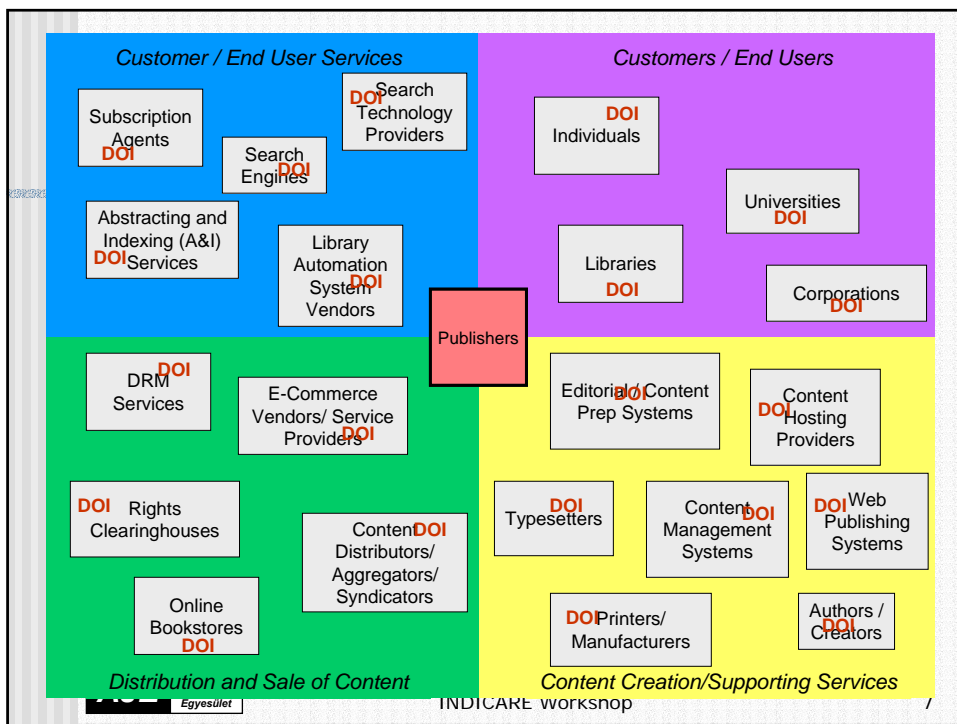 Customer / End User Services
Customers / End Users
DOI
Search
Technology
Providers
Subscription
Agents
DOI
Search
Engines
DOI
Abstracting and
Indexing (A&I)
DOI
Services
Library
Automation
System
DOI
Vendors
DOI
Individuals
Universities
DOI
Libraries
DOI
Corporations
DOI
Publishers
DOI
DRM
Services
E-Commerce
Vendors/ Service
Providers
DOI
DOI
Rights
Clearinghouses
Content
DOI
Distributors/
Aggregators/
Syndicators
Online
Bookstores
DOI
Editorial / Content
DOI
Prep Systems
Content
DOI
Hosting
Providers
DOI
Typesetters
Content
Management
DOI
Systems
Web
DOI
Publishing
Systems
DOI
Printers/
Manufacturers
Authors /
Creators
DOI
Distribution and Sale of Content
Content Creation/Supporting Services
Egyesület
INDICARE Workshop
7